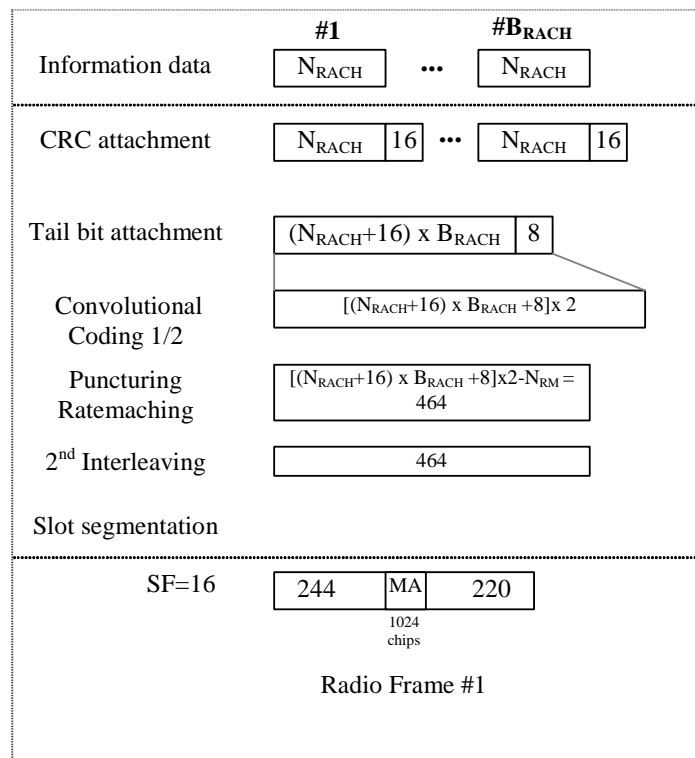 #1 #B_RACH
Information data N_RACH ••• N_RACH
CRC attachment N_RACH 16 ••• N_RACH 16
Tail bit attachment (N_RACH+16) x B_RACH 8
Convolutional
Coding 1/2
[(N_RACH+16) x B_RACH +8]x 2
Puncturing
Ratemaching
[(N_RACH+16) x B_RACH +8]x2-N_RM =
464
2nd Interleaving 464
Slot segmentation
SF=16 244 MA 220
1024
chips
Radio Frame #1